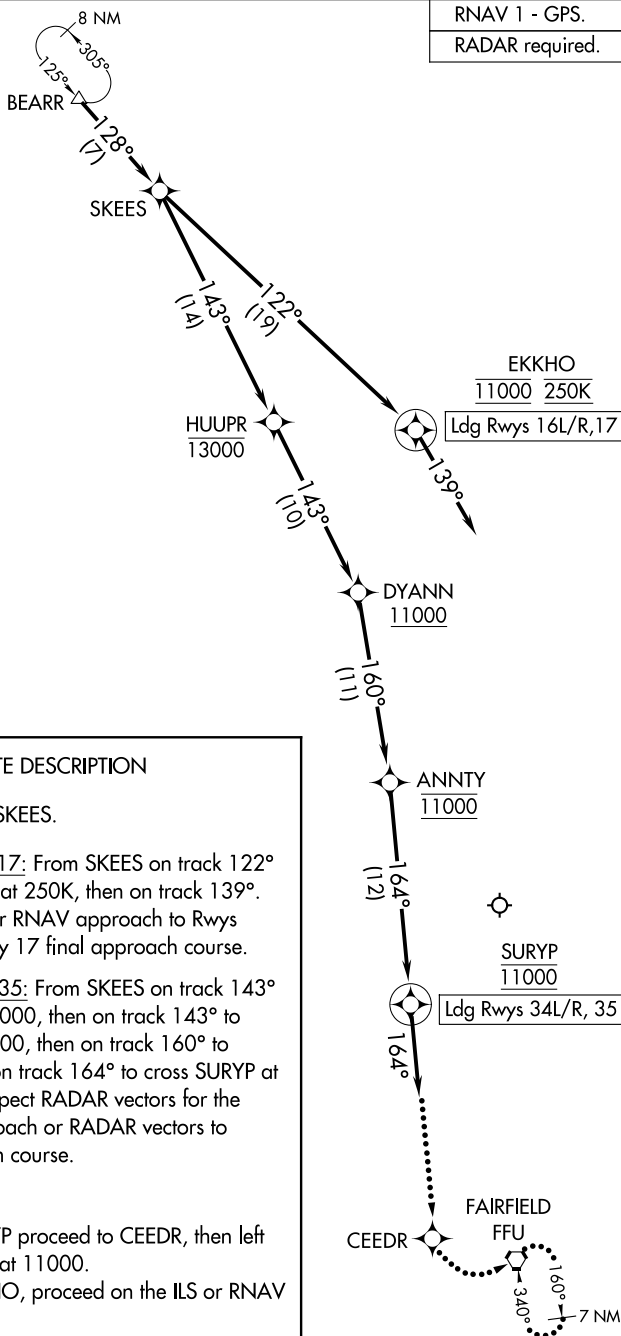 RNAV 1 - GPS.
RADAR required.
8 NM
305°
125°
BEARR
128°
(7)
SKEES
143°
(14)
122°
(19)
EKKHO
11000 250K
Ldg Rwys 16L/R,17
HUUPR
13000
139°
143°
(10)
DYANN
11000
160°
(11)
ANNTY
11000
164°
(12)
SURYP
11000
Ldg Rwys 34L/R, 35
164°
TE DESCRIPTION
SKEES.
17: From SKEES on track 122°
at 250K, then on track 139°.
r RNAV approach to Rwys
y 17 final approach course.
35: From SKEES on track 143°
000, then on track 143° to
00, then on track 160° to
on track 164° to cross SURYP at
pect RADAR vectors for the
oach or RADAR vectors to
h course.
P proceed to CEEDR, then left
at 11000.
O, proceed on the ILS or RNAV
CEEDR
FAIRFIELD
FFU
160°
340°
7 NM